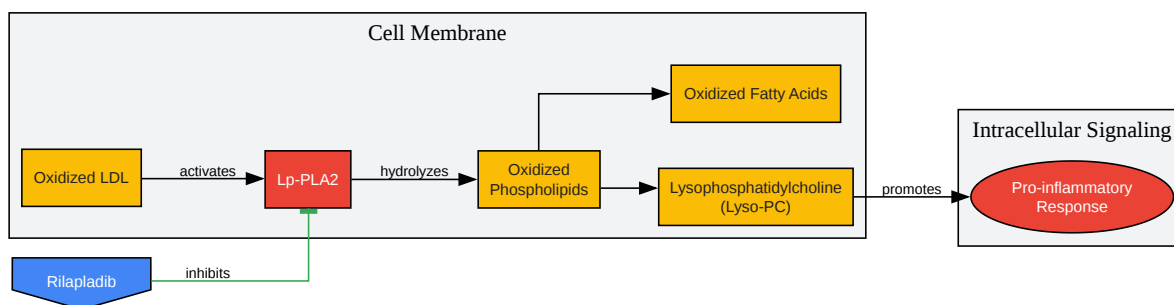 Cell Membrane
Oxidized LDL
activates
Lp-PLA2
hydrolyzes
Oxidized
Phospholipids
Oxidized Fatty Acids
Lysophosphatidylcholine
(Lyso-PC)
promotes
Intracellular Signaling
Pro-inflammatory
Response
Rilapladib
inhibits